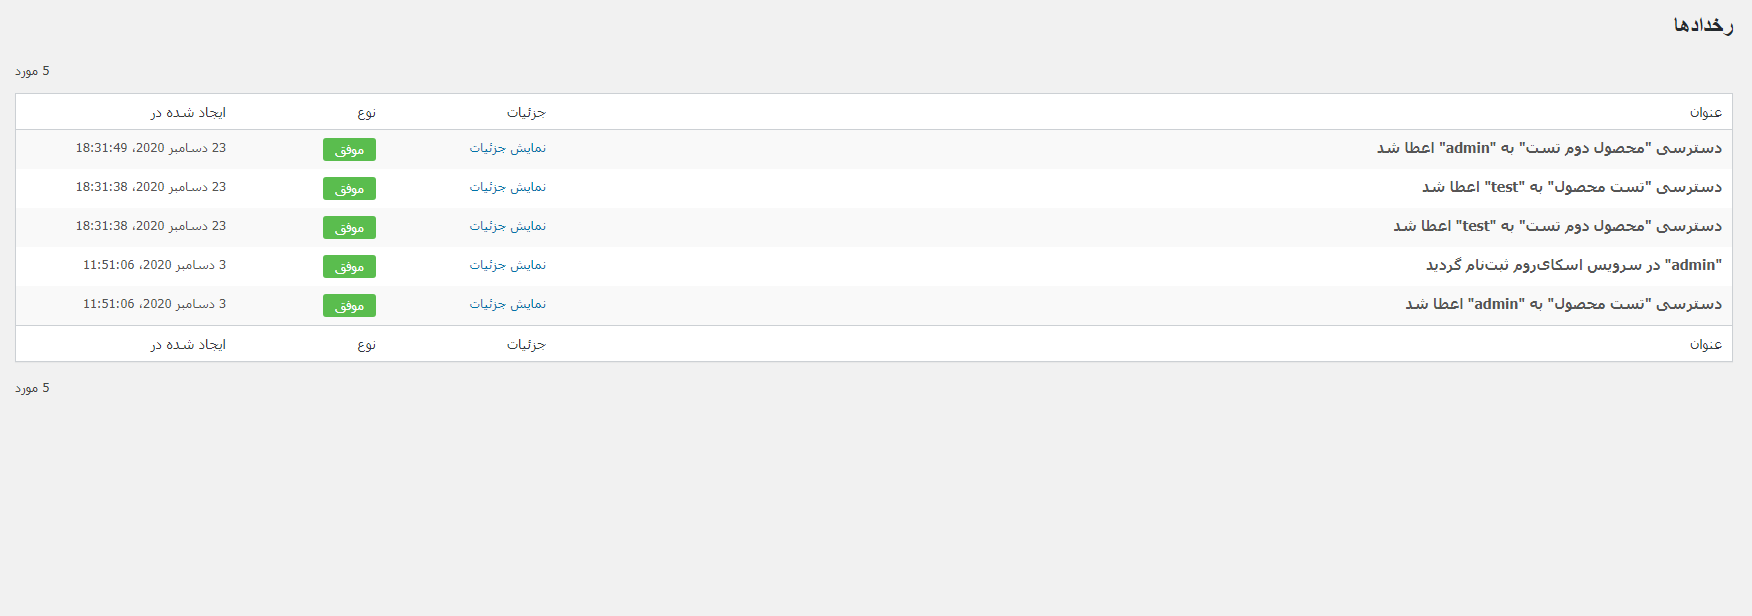 رخدادها
5 مورد
عنوان جزئیات نوع ایجاد شده در
دسترسی "محصول دوم تست" به "admin" اعطا شد نمایش جزئیات موفق 23 دسامبر 2020، 18:31:49
دسترسی "تست محصول" به "test" اعطا شد نمایش جزئیات موفق 23 دسامبر 2020، 18:31:38
دسترسی "محصول دوم تست" به "test" اعطا شد نمایش جزئیات موفق 23 دسامبر 2020، 18:31:38
"admin" در سرویس اسکای‌روم ثبت‌نام گردید نمایش جزئیات موفق 3 دسامبر 2020، 11:51:06
دسترسی "تست محصول" به "admin" اعطا شد نمایش جزئیات موفق 3 دسامبر 2020، 11:51:06
عنوان جزئیات نوع ایجاد شده در
5 مورد